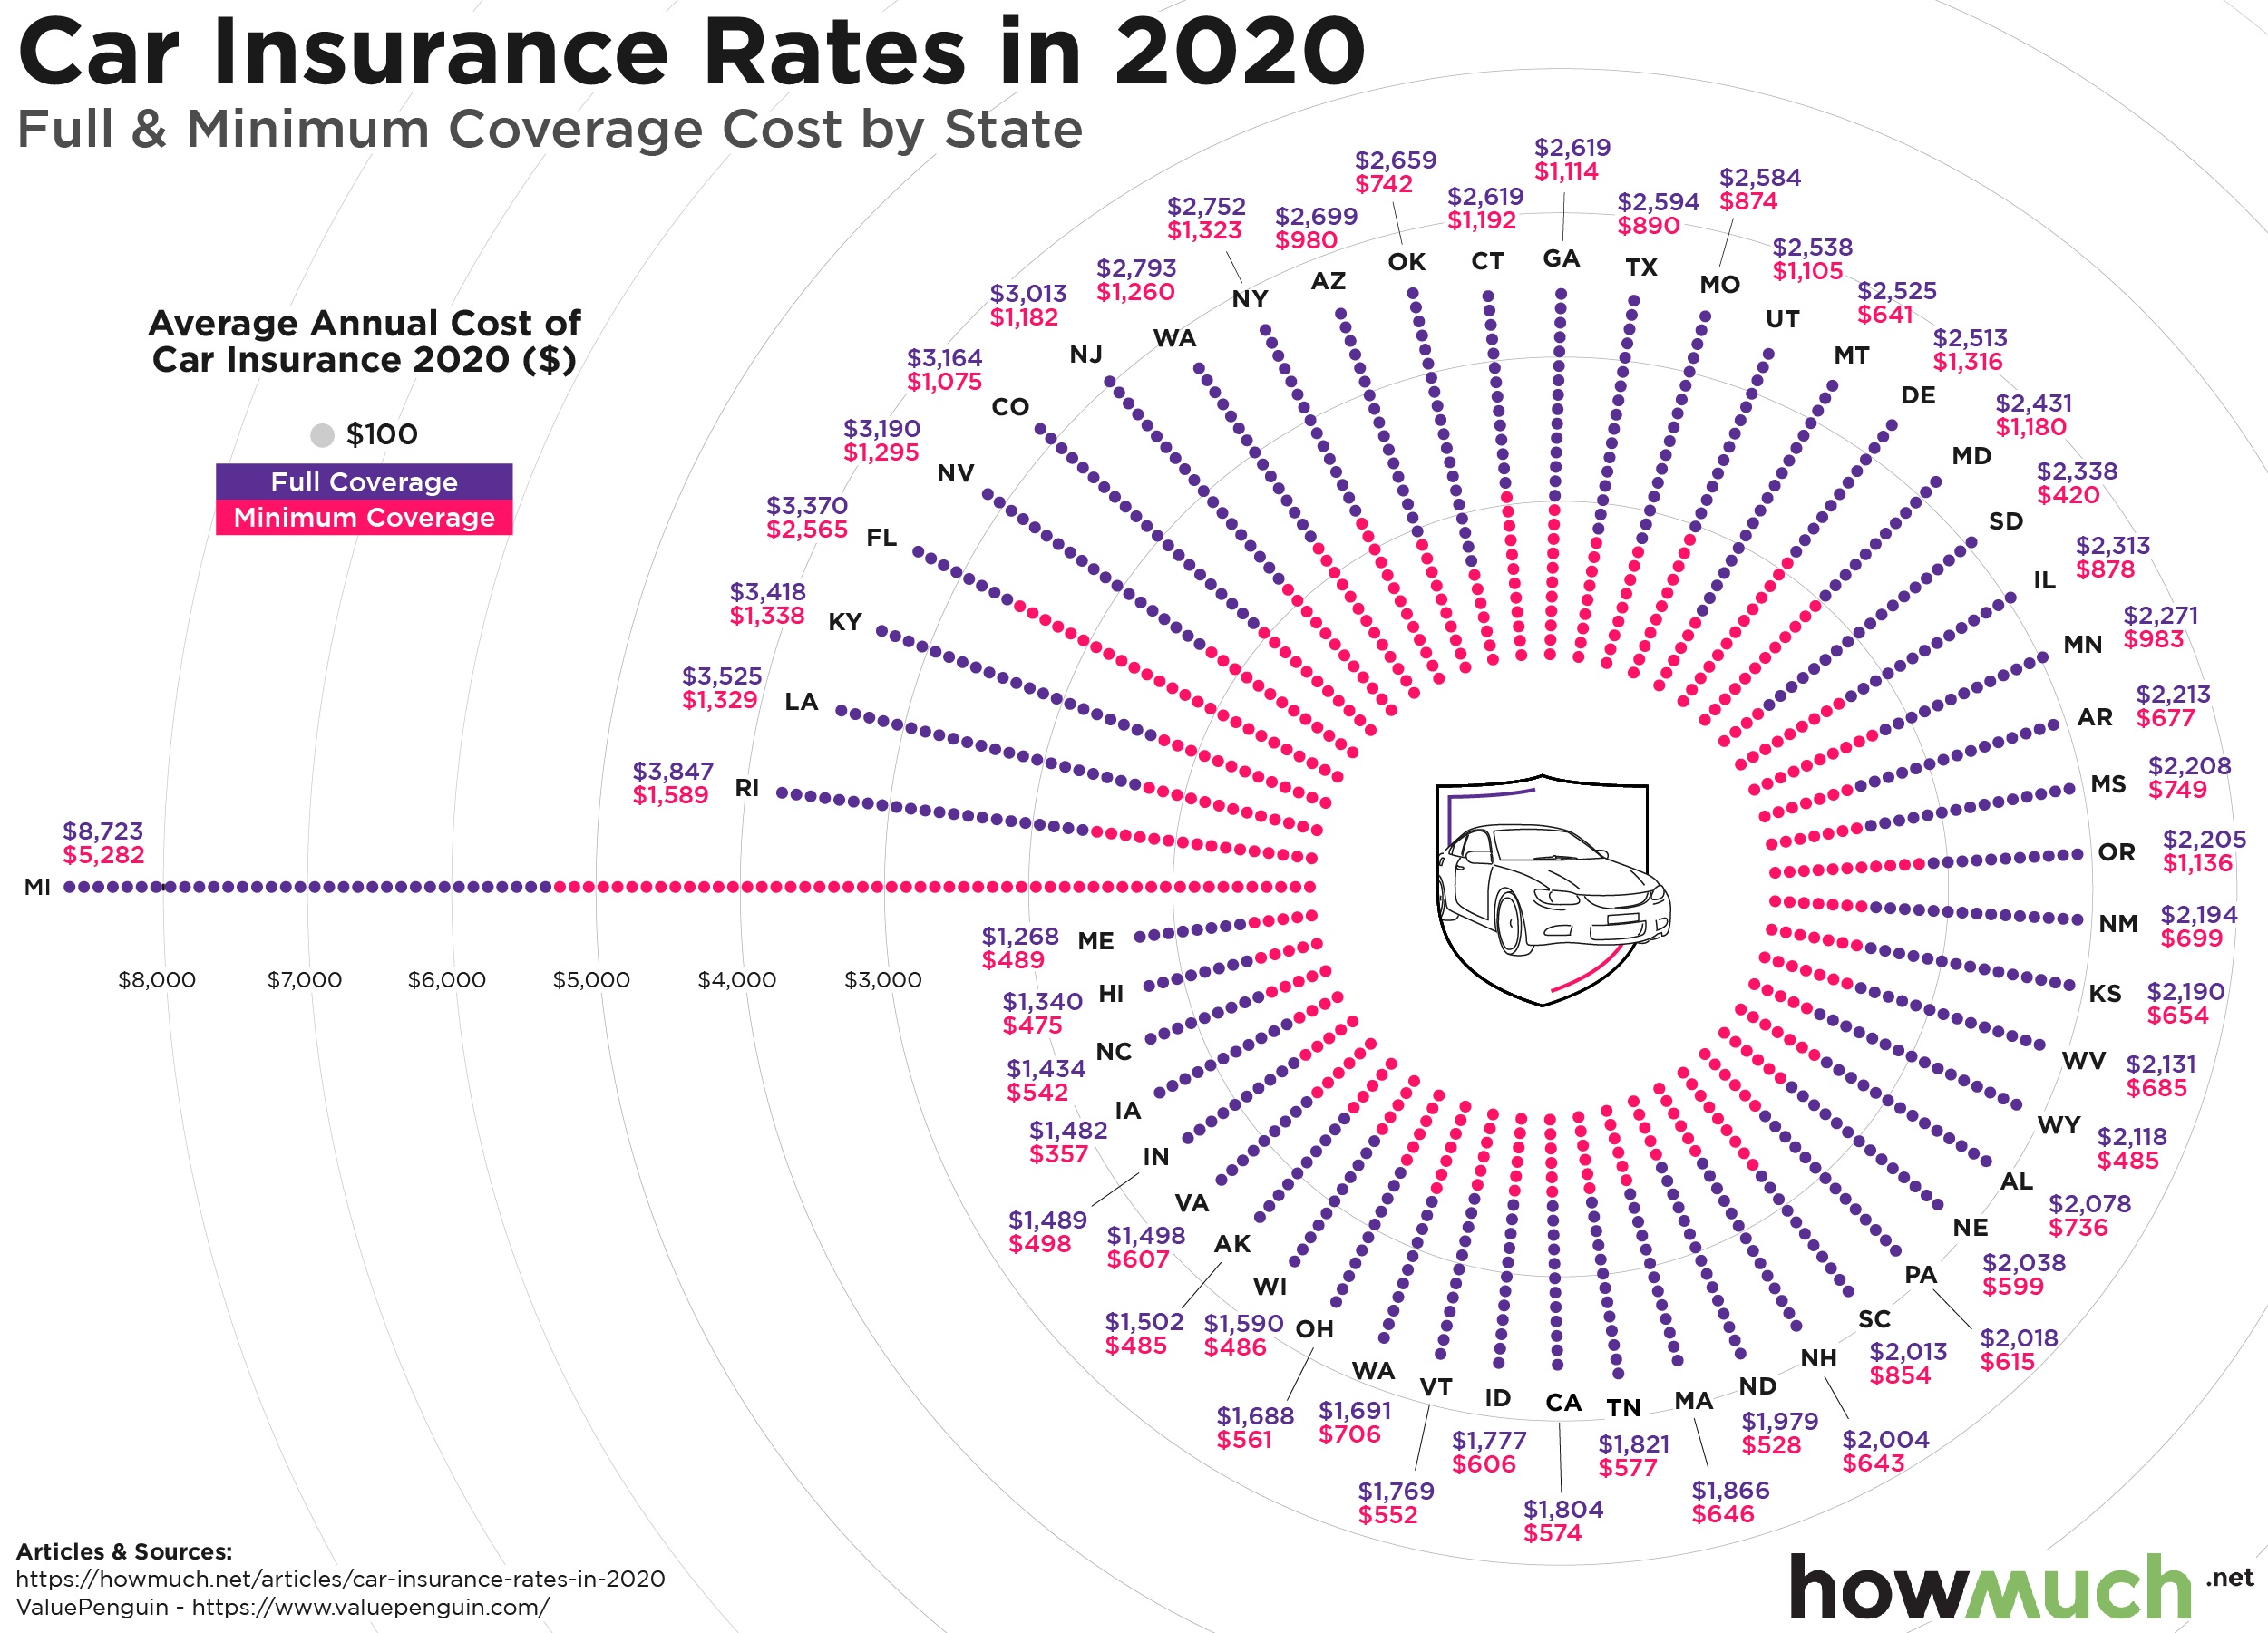 Car Insurance Rates in 2020
Full & Minimum Coverage Cost by State
Average Annual Cost of
Car Insurance 2020 ($)
$100
Full Coverage
Minimum Coverage
$8,723
$5,282
MI
$3,847
$1,589
RI
$3,525
$1,329
LA
$3,418
$1,338
KY
$3,370
$2,565
FL
$3,190
$1,295
NV
$3,164
$1,075
CO
$3,013
$1,182
NJ
$2,793
$1,260
WA
$2,752
$1,323
NY
$2,699
$980
AZ
$2,659
$742
OK
$2,619
$1,192
CT
$2,619
$1,114
GA
$2,594
$890
TX
$2,584
$874
MO
$2,538
$1,105
UT
$2,525
$641
MT
$2,513
$1,316
DE
$2,431
$1,180
MD
$2,338
$420
SD
$2,313
$878
IL
$2,271
$983
MN
$2,213
$677
AR
$2,208
$749
MS
$2,205
$1,136
OR
$2,194
$699
NM
$2,190
$654
KS
$2,131
$685
WV
$2,118
$485
WY
$2,078
$736
AL
$2,038
$599
NE
$2,018
$615
PA
$2,013
$854
SC
$2,004
$643
NH
$1,979
$528
ND
$1,866
$646
MA
$1,821
$577
TN
$1,804
$574
CA
$1,777
$606
ID
$1,769
$552
VT
$1,691
$706
WA
$1,688
$561
OH
$1,590
$486
WI
$1,502
$485
AK
$1,498
$607
VA
$1,489
$498
IN
$1,482
$357
IA
$1,434
$542
NC
$1,340
$475
HI
$1,268
$489
ME
$8,000
$7,000
$6,000
$5,000
$4,000
$3,000
Articles & Sources:
https://howmuch.net/articles/car-insurance-rates-in-2020
ValuePenguin - https://www.valuepenguin.com/
howmuch.net